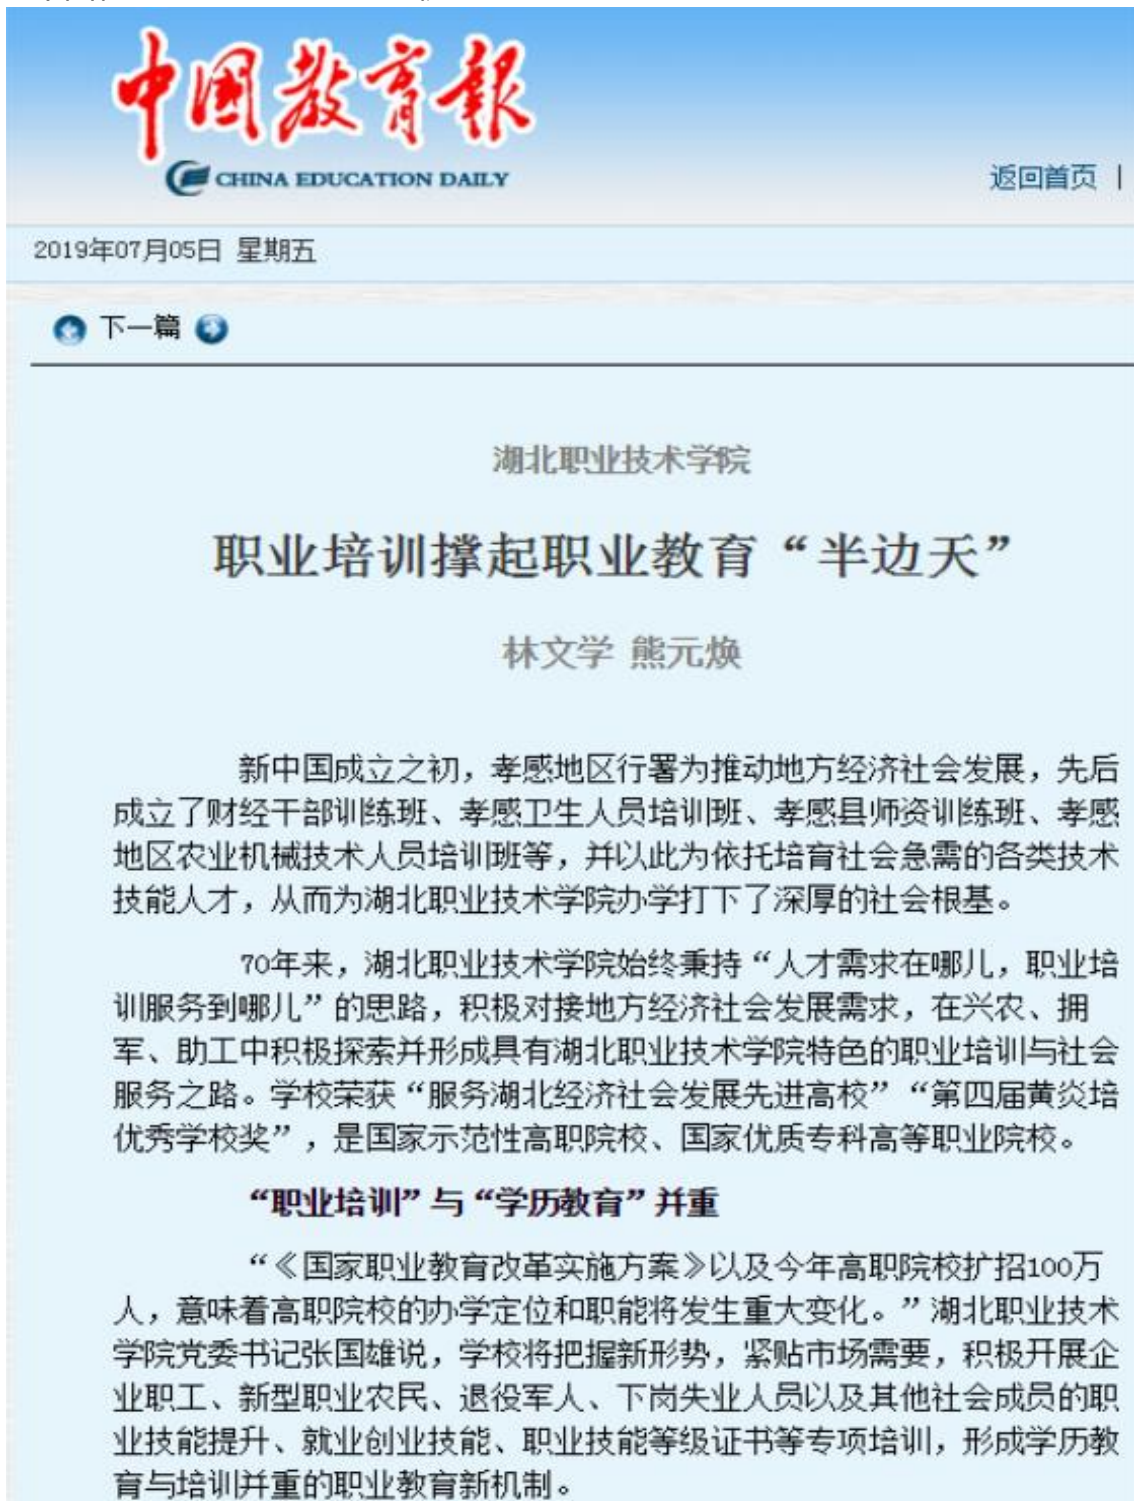 中国教育報
CHINA EDUCATION DAILY
返回首页 |
2019年07月05日 星期五
下一篇
湖北职业技术学院
职业培训撑起职业教育“半边天”
林文学 熊元焕
新中国成立之初，孝感地区行署为推动地方经济社会发展，先后
成立了财经干部训练班、孝感卫生人员培训班、孝感县师资训练班、孝感
地区农业机械技术人员培训班等，并以此为依托培育社会急需的各类技术
技能人才，从而为湖北职业技术学院办学打下了深厚的社会根基。
70年来，湖北职业技术学院始终秉持“人才需求在哪儿，职业培
训服务到哪儿”的思路，积极对接地方经济社会发展需求，在兴农、拥
军、助工中积极探索并形成具有湖北职业技术学院特色的职业培训与社会
服务之路。学校荣获“服务湖北经济社会发展先进高校”“第四届黄炎培
优秀学校奖”，是国家示范性高职院校、国家优质专科高等职业院校。
“职业培训”与“学历教育”并重
“《国家职业教育改革实施方案》以及今年高职院校扩招100万
人，意味着高职院校的办学定位和职能将发生重大变化。”湖北职业技术
学院党委书记张国雄说，学校将把握新形势，紧贴市场需要，积极开展企
业职工、新型职业农民、退役军人、下岗失业人员以及其他社会成员的职
业技能提升、就业创业技能、职业技能等级证书等专项培训，形成学历教
育与培训并重的职业教育新机制。